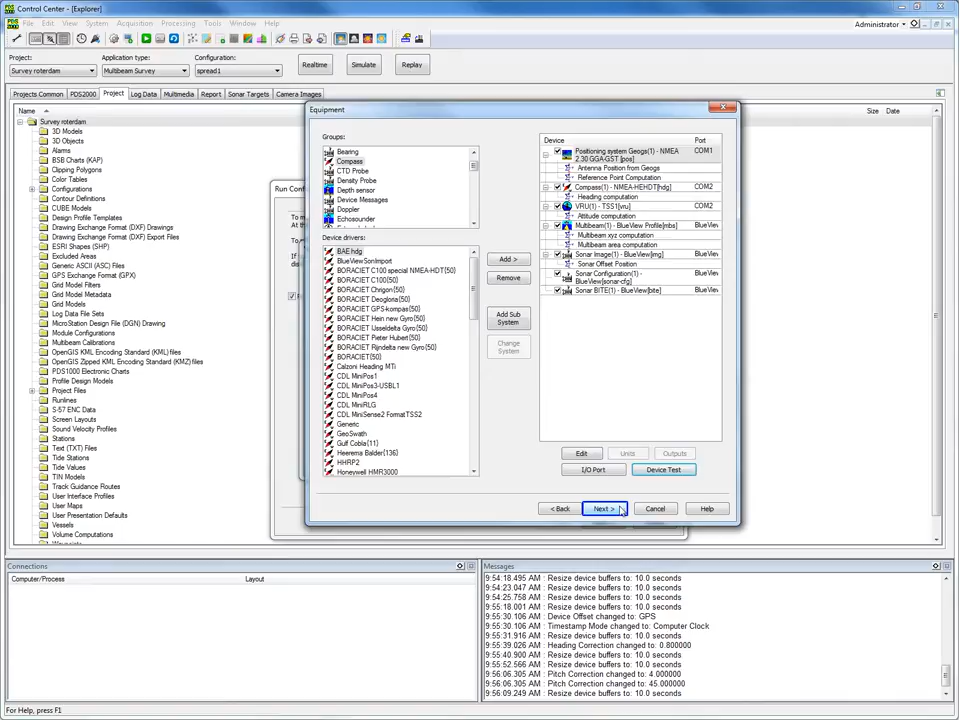 Control Center - [Explorer]
File Edit View System Acquisition Processing Tools Window Help
Administrator
Project: Application type: Configuration:
Survey roterdam Multibeam Survey spread1 Realtime Simulate Replay
Projects Common PDS2000 Project Log Data Multimedia Report Sonar Targets Camera Images
Name Size Date
Survey roterdam
3D Models
3D Objects
Alarms
BSB Charts (KAP)
Clipping Polygons
Color Tables
Configurations
Contour Definitions
CUBE Models
Design Profile Templates
Drawing Exchange Format (DXF) Drawings
Drawing Exchange Format (DXF) Export Files
ESRI Shapes (SHP)
Excluded Areas
Generic ASCII (ASC) Files
Geo Exchange Format (GPX)
Grid Model Filters
Grid Model Metadata
Grid Models
Log Data File Sets
MicroStation Design File (DGN) Drawing
Module Configurations
Multibeam Calibrations
OpenGIS KML Encoding Standard (KML) files
OpenGIS Zipped KML Encoding Standard (KMZ) files
PDS1000 Electronic Charts
Profile Design Models
Project Files
Runlines
S-57 ENC Data
Screen Layouts
Sound Velocity Profiles
Stations
Text (TXT) Files
Tide Stations
Tide Values
TIN Models
Track Guidance Routes
User Interface Profiles
User Maps
User Presentation Defaults
Vessels
Volume Computations
Run Conf
To m
At th
Equipment
Groups:
Bearing
Compass
CTD Probe
Density Probe
Depth sensor
Device Messages
Doppler
Echosounder
Device drivers:
BAE hdg
BlueViewSonImport
BORACIET C100 special NMEA-HDT{50}
BORACIET C100{50}
BORACIET Chrigon{50}
BORACIET Deogloria{50}
BORACIET GPS-kompas{50}
BORACIET Hein new Gyro{50}
BORACIET IJsseldelta Gyro{50}
BORACIET Pieter Hubert{50}
BORACIET Rijndelta new Gyro{50}
BORACIET{50}
Calzoni Heading MTi
CDL MiniPos1
CDL MiniPos3-USBL1
CDL MiniPos4
CDL MiniRLG
CDL MiniSense2 FormatTSS2
Generic
GeoSwath
Gulf Cobla{11}
Heerema Balder{136}
HHRP2
Honeywell HMR3000
Add >
Remove
Add Sub System
Change System
Device Port
Positioning system Geogs(1) - NMEA 2.30 GGA-GST [pos] COM1
Antenna Position from Geogs
Reference Point Computation
Compass(1) - NMEA-HEHDT[hdg] COM2
Heading computation
VRU(1) - TSS1[vru] COM2
Attitude computation
Multibeam(1) - BlueView Profile[mbs] BlueView
Multibeam xyz computation
Multibeam area computation
Sonar Image(1) - BlueView[img] BlueView
Sonar Offset Position
Sonar Configuration(1) - BlueView[sonar-cfg] BlueView
Sonar BITE(1) - BlueView[bite] BlueView
Edit Units Outputs
I/O Port Device Test
< Back Next > Cancel Help
Connections
Computer/Process Layout
Messages
9:54:18.495 AM : Resize device buffers to: 10.0 seconds
9:54:23.047 AM : Resize device buffers to: 10.0 seconds
9:54:25.758 AM : Resize device buffers to: 10.0 seconds
9:55:18.001 AM : Resize device buffers to: 10.0 seconds
9:55:30.106 AM : Device Offset changed to: GPS
9:55:30.106 AM : Timestamp Mode changed to: Computer Clock
9:55:31.916 AM : Resize device buffers to: 10.0 seconds
9:55:39.026 AM : Heading Correction changed to: 0.800000
9:55:40.900 AM : Resize device buffers to: 10.0 seconds
9:55:52.566 AM : Resize device buffers to: 10.0 seconds
9:56:06.305 AM : Pitch Correction changed to: 4.000000
9:56:06.305 AM : Pitch Correction changed to: 45.000000
9:56:09.249 AM : Resize device buffers to: 10.0 seconds
For Help, press F1